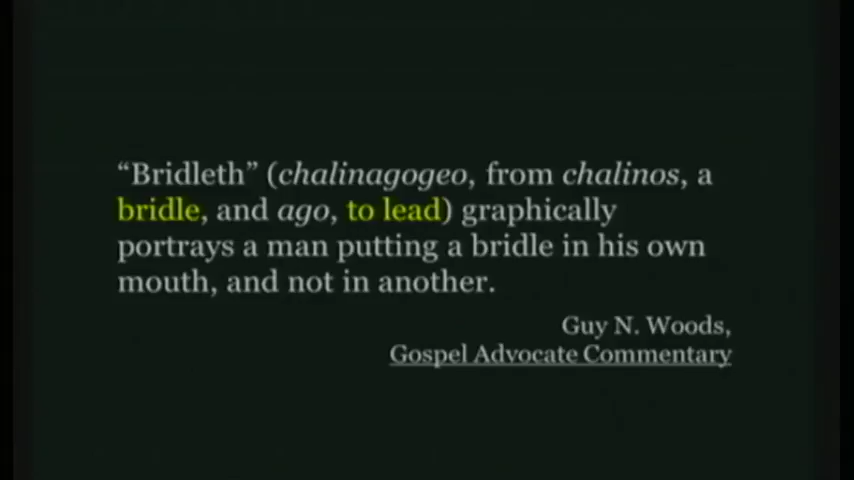 “Bridleth” (chalinagogeo, from chalinos, a
bridle, and ago, to lead) graphically
portrays a man putting a bridle in his own
mouth, and not in another.
Guy N. Woods,
Gospel Advocate Commentary